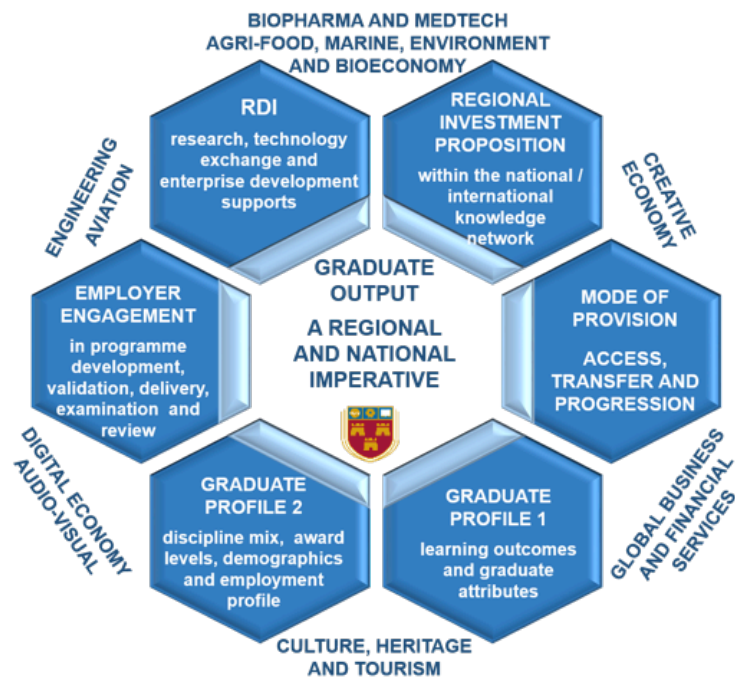 BIOPHARMA AND MEDTECH
AGRI-FOOD, MARINE, ENVIRONMENT
AND BIOECONOMY
RDI
research, technology
exchange and
enterprise development
supports
REGIONAL
INVESTMENT
PROPOSITION
within the national /
international
knowledge
network
ENGINEERING
AVIATION
CREATIVE
ECONOMY
GRADUATE
OUTPUT
A REGIONAL
AND NATIONAL
IMPERATIVE
EMPLOYER
ENGAGEMENT
in programme
development,
validation, delivery,
examination and
review
MODE OF
PROVISION
ACCESS,
TRANSFER AND
PROGRESSION
DIGITAL ECONOMY
AUDIO-VISUAL
GRADUATE
PROFILE 2
discipline mix, award
levels, demographics
and employment
profile
GRADUATE
PROFILE 1
learning outcomes
and graduate
attributes
GLOBAL BUSINESS
AND FINANCIAL
SERVICES
CULTURE, HERITAGE
AND TOURISM